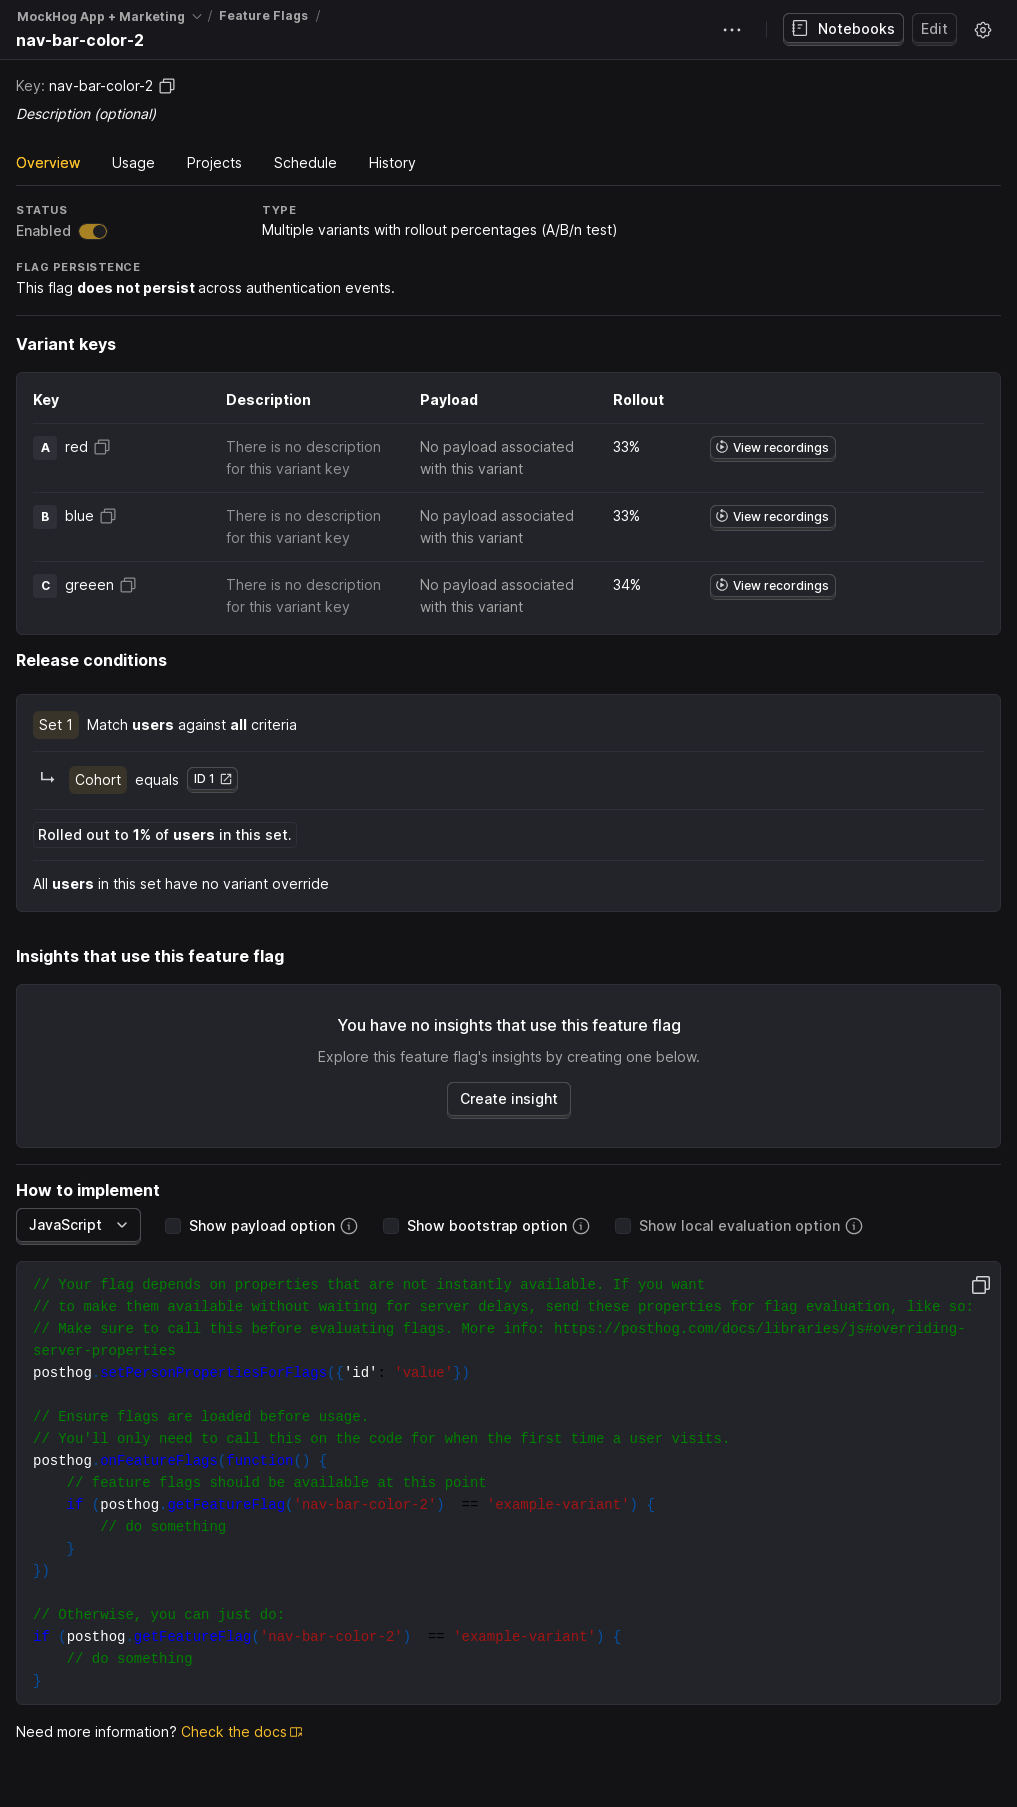 MockHog App + Marketing / Feature Flags /
nav-bar-color-2
Notebooks
Edit
Key: nav-bar-color-2
Description (optional)
Overview
Usage
Projects
Schedule
History
STATUS
Enabled
TYPE
Multiple variants with rollout percentages (A/B/n test)
FLAG PERSISTENCE
This flag does not persist across authentication events.
Variant keys
Key Description Payload Rollout
A red There is no description No payload associated 33% View recordings
for this variant key with this variant
B blue There is no description No payload associated 33% View recordings
for this variant key with this variant
C greeen There is no description No payload associated 34% View recordings
for this variant key with this variant
Release conditions
Set 1 Match users against all criteria
Cohort equals ID 1
Rolled out to 1% of users in this set.
All users in this set have no variant override
Insights that use this feature flag
You have no insights that use this feature flag
Explore this feature flag's insights by creating one below.
Create insight
How to implement
JavaScript Show payload option Show bootstrap option Show local evaluation option
// Your flag depends on properties that are not instantly available. If you want
// to make them available without waiting for server delays, send these properties for flag evaluation, like so:
// Make sure to call this before evaluating flags. More info: https://posthog.com/docs/libraries/js#overriding-
server-properties
posthog.setPersonPropertiesForFlags({'id': 'value'})
// Ensure flags are loaded before usage.
// You'll only need to call this on the code for when the first time a user visits.
posthog.onFeatureFlags(function() {
    // feature flags should be available at this point
    if (posthog.getFeatureFlag('nav-bar-color-2')  == 'example-variant') {
        // do something
    }
})
// Otherwise, you can just do:
if (posthog.getFeatureFlag('nav-bar-color-2')  == 'example-variant') {
    // do something
}
Need more information? Check the docs